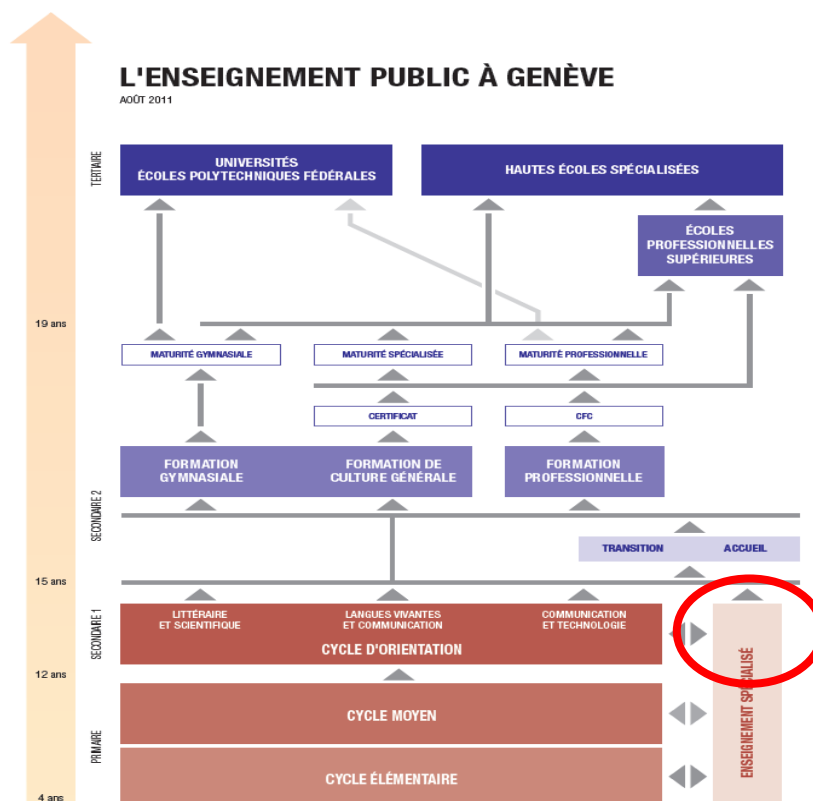 L'ENSEIGNEMENT PUBLIC À GENÈVE
AOÛT 2011
TERTIAIRE
UNIVERSITÉS
ÉCOLES POLYTECHNIQUES FÉDÉRALES
HAUTES ÉCOLES SPÉCIALISÉES
ÉCOLES
PROFESSIONNELLES
SUPÉRIEURES
19 ans
MATURITÉ GYMNASIALE
MATURITÉ SPÉCIALISÉE
MATURITÉ PROFESSIONNELLE
CERTIFICAT
CFC
SECONDAIRE 2
FORMATION
GYMNASIALE
FORMATION DE
CULTURE GÉNÉRALE
FORMATION
PROFESSIONNELLE
TRANSITION
ACCUEIL
15 ans
SECONDAIRE 1
LITTÉRAIRE
ET SCIENTIFIQUE
LANGUES VIVANTES
ET COMMUNICATION
COMMUNICATION
ET TECHNOLOGIE
CYCLE D'ORIENTATION
ENSEIGNEMENT SPÉCIALISÉ
12 ans
PRIMAIRE
CYCLE MOYEN
CYCLE ÉLÉMENTAIRE
4 ans